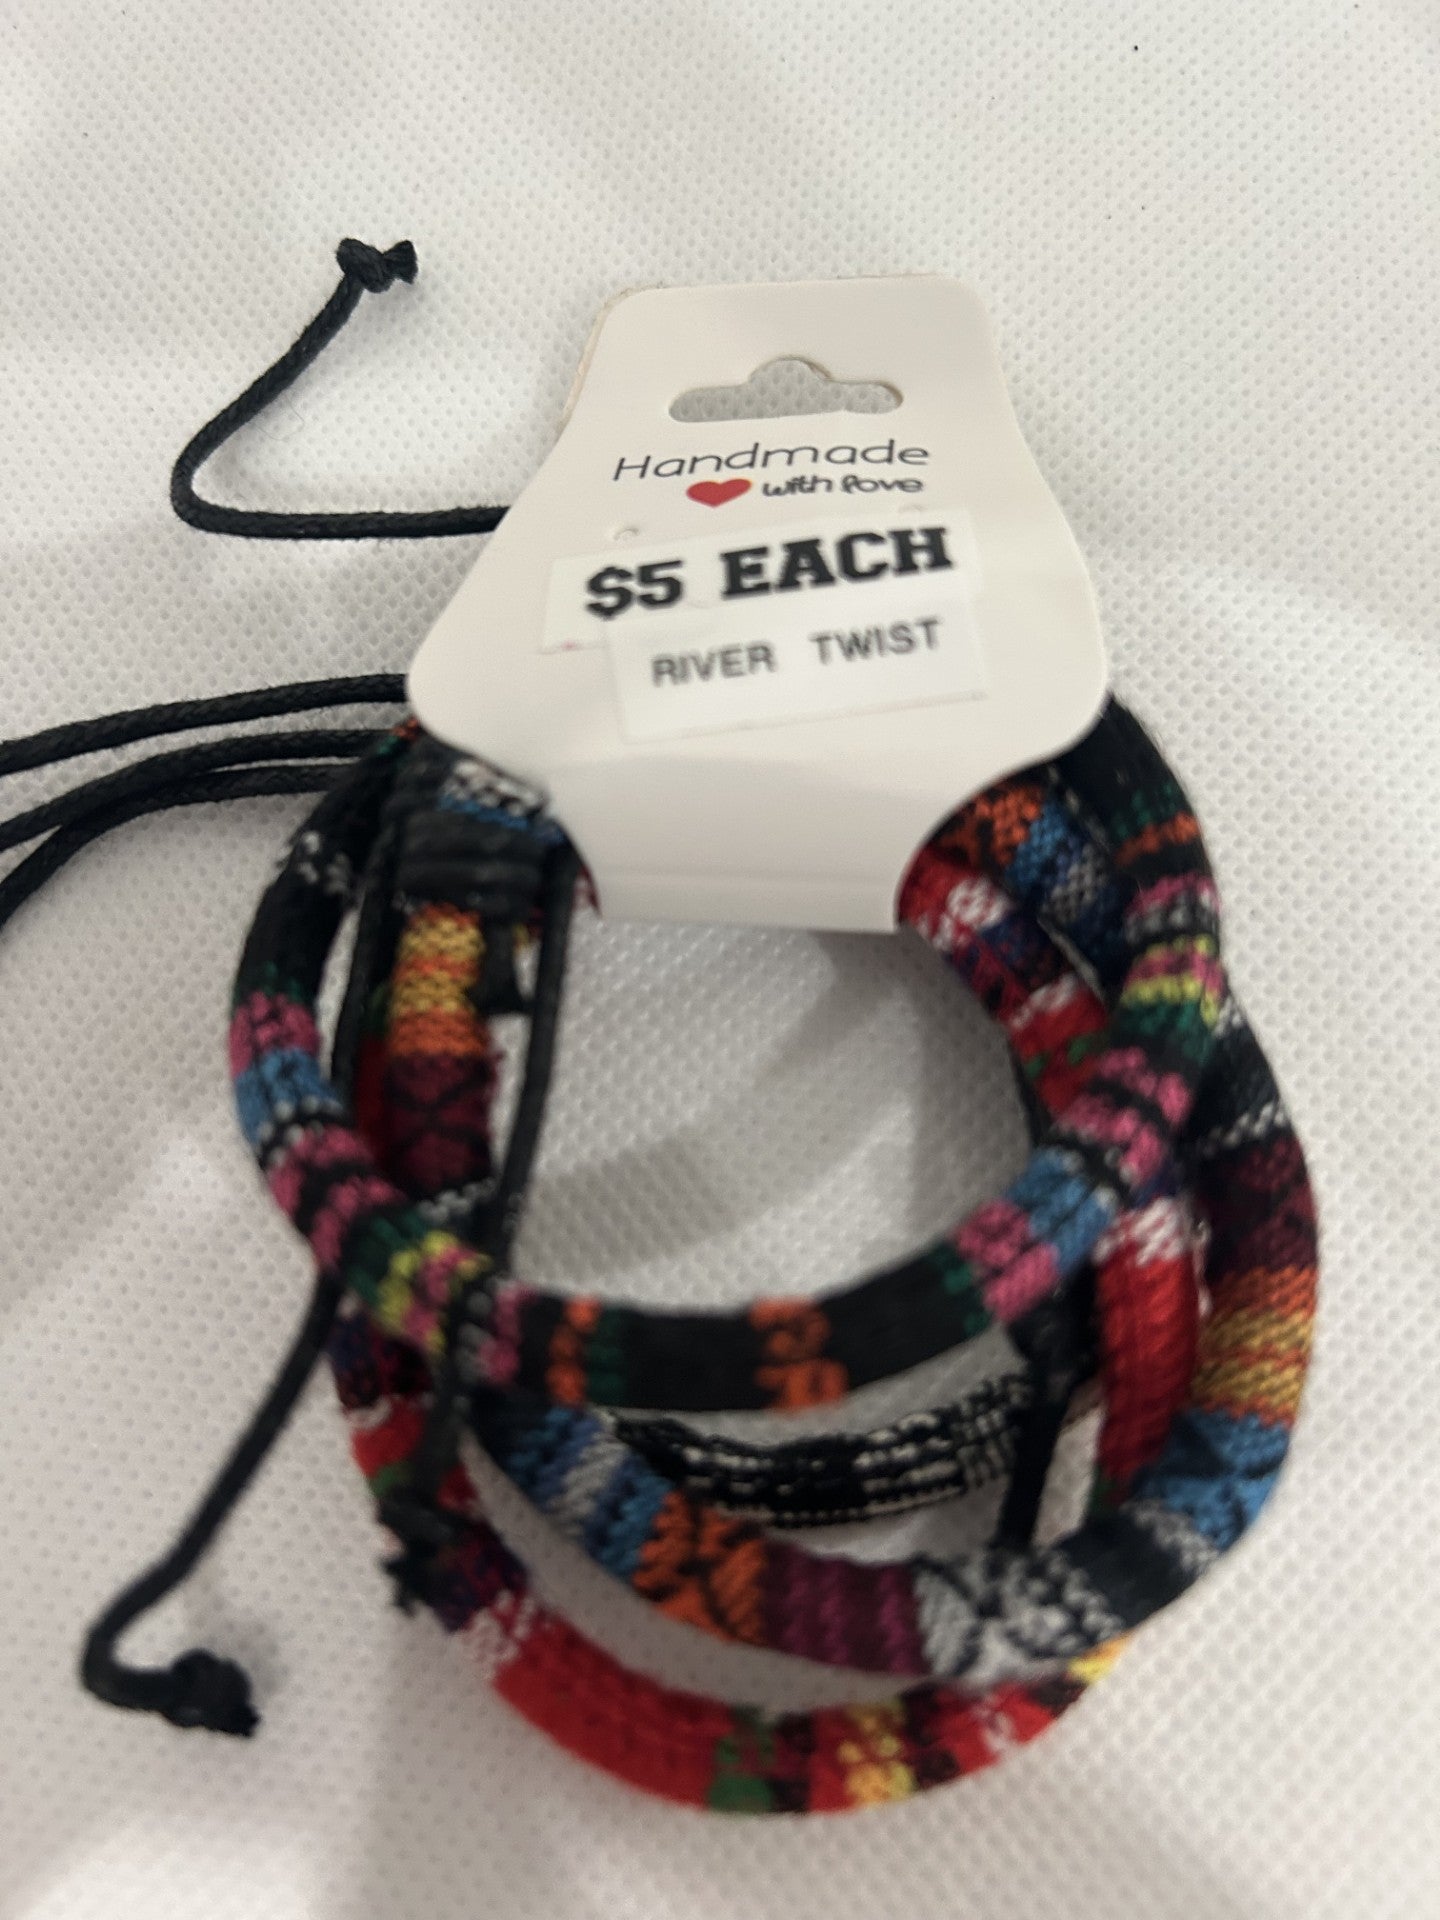 Handmade
with love
$5 EACH
RIVER TWIST